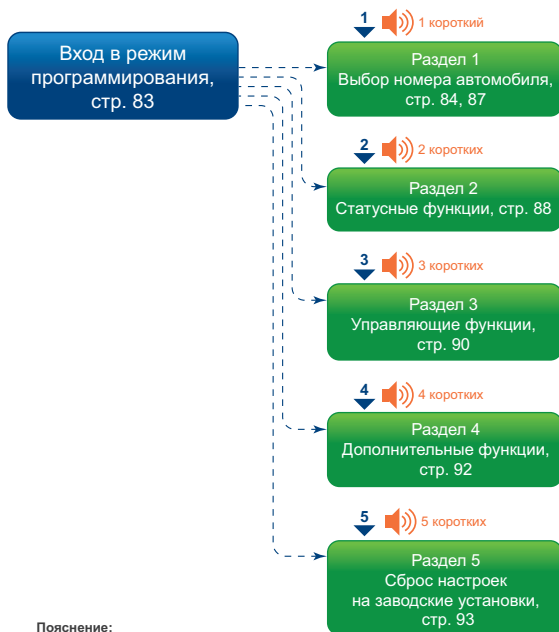 Вход в режим
программирования,
стр. 83
1 1 короткий
Раздел 1
Выбор номера автомобиля,
стр. 84, 87
2 2 коротких
Раздел 2
Статусные функции, стр. 88
3 3 коротких
Раздел 3
Управляющие функции,
стр. 90
4 4 коротких
Раздел 4
Дополнительные функции,
стр. 92
5 5 коротких
Раздел 5
Сброс настроек
на заводские установки,
стр. 93
Пояснение: